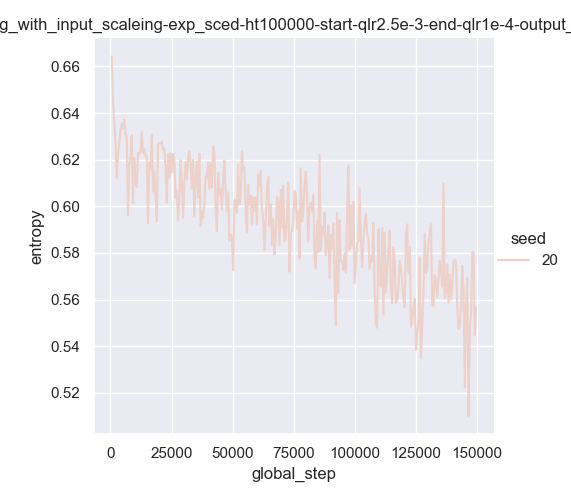 g_with_input_scaleing-exp_sced-ht100000-start-qlr2.5e-3-end-qlr1e-4-output_
0.66
0.64
0.62
0.60
0.58
0.56
0.54
0.52
entropy
seed
20
0 25000 50000 75000 100000 125000 150000
global_step